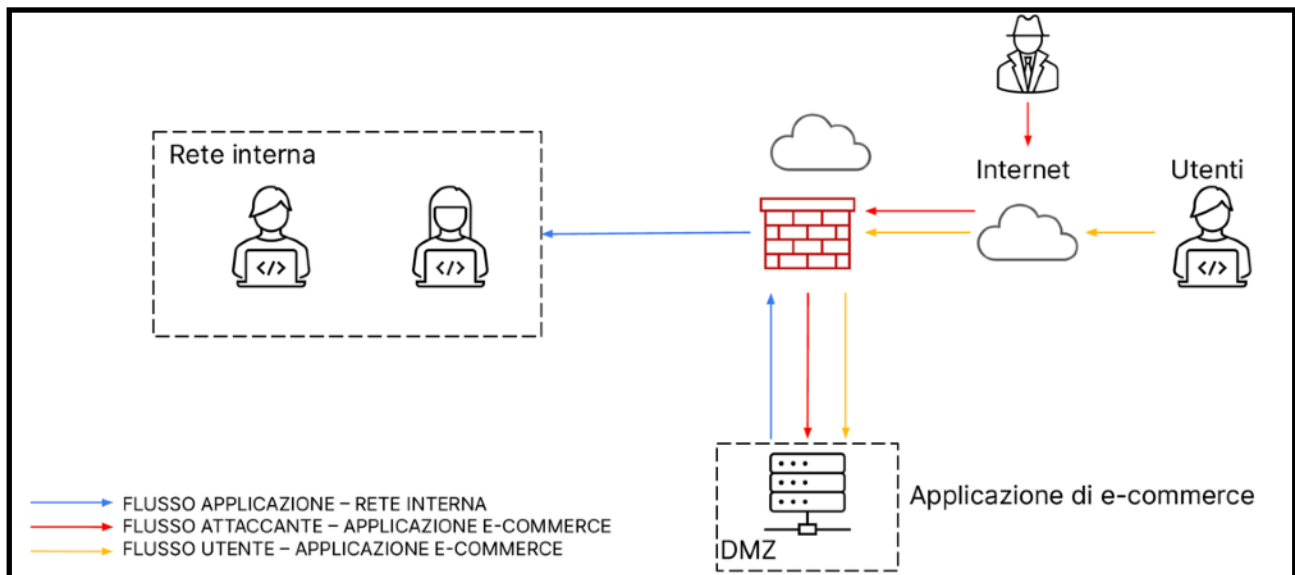 Rete interna
Internet
Utenti
</>
</>
</>
Applicazione di e-commerce
DMZ
FLUSSO APPLICAZIONE – RETE INTERNA
FLUSSO ATTACCANTE – APPLICAZIONE E-COMMERCE
FLUSSO UTENTE – APPLICAZIONE E-COMMERCE